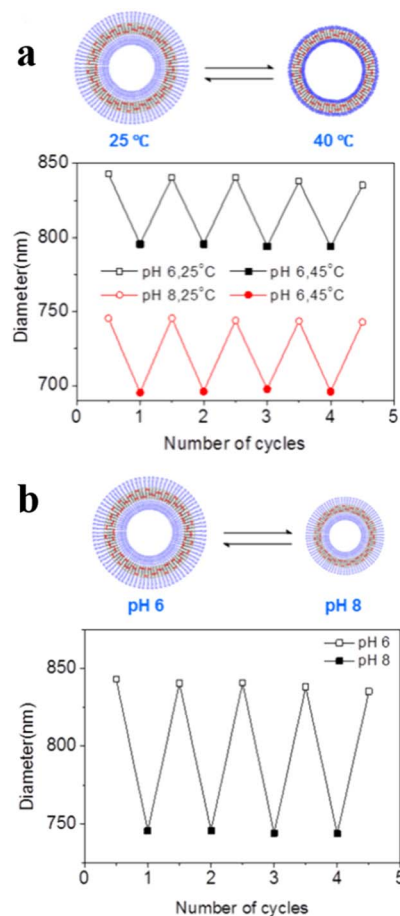 a
25 ℃ 40 ℃
850
800
750
700
Diameter(nm)
pH 6,25°C pH 6,45°C
pH 8,25°C pH 6,45°C
0 1 2 3 4 5
Number of cycles
b
pH 6 pH 8
850
800
750
Diameter(nm)
pH 6
pH 8
0 1 2 3 4 5
Number of cycles